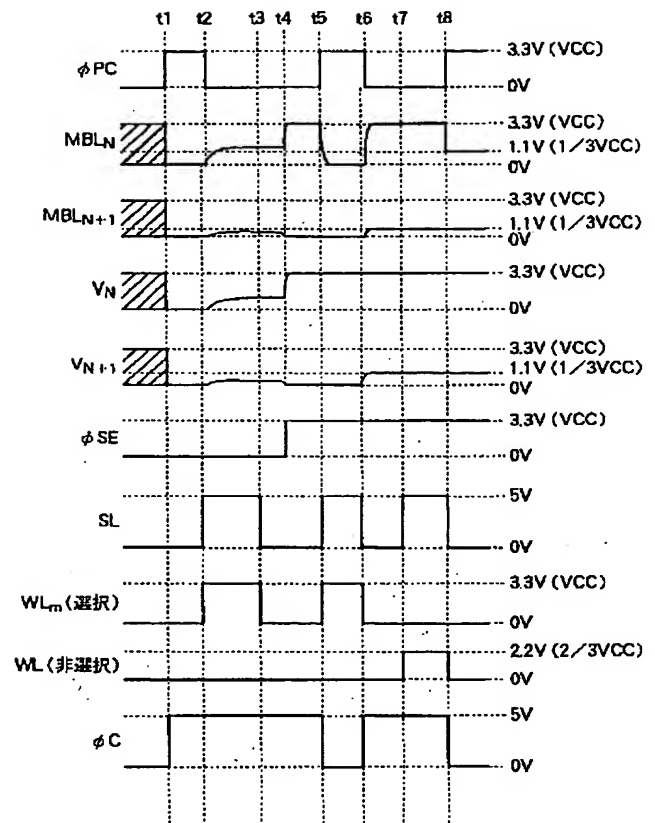 t1 t2 t3 t4 t5 t6 t7 t8
φPC
3.3V (VCC)
0V
MBLN
3.3V (VCC)
1.1V (1/3VCC)
0V
MBLN+1
3.3V (VCC)
1.1V (1/3VCC)
0V
VN
3.3V (VCC)
0V
VN+1
3.3V (VCC)
1.1V (1/3VCC)
0V
φSE
3.3V (VCC)
0V
SL
5V
0V
WLm (選択)
3.3V (VCC)
0V
WL (非選択)
2.2V (2/3VCC)
0V
φC
5V
0V